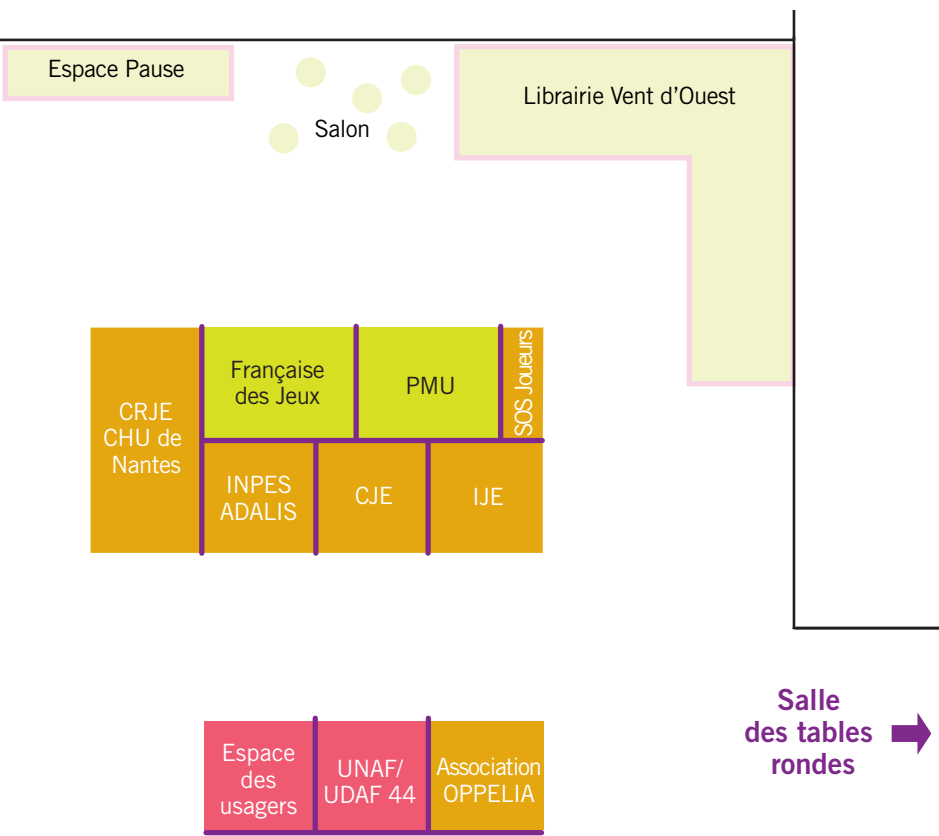 Espace Pause
Salon
Librairie Vent d'Ouest
CRJE
CHU de
Nantes
Française
des Jeux
PMU
SOS Joueurs
INPES
ADALIS
CJE
IJE
Salle
des tables
rondes
Espace
des
usagers
UNAF/
UDAF 44
Association
OPPELIA